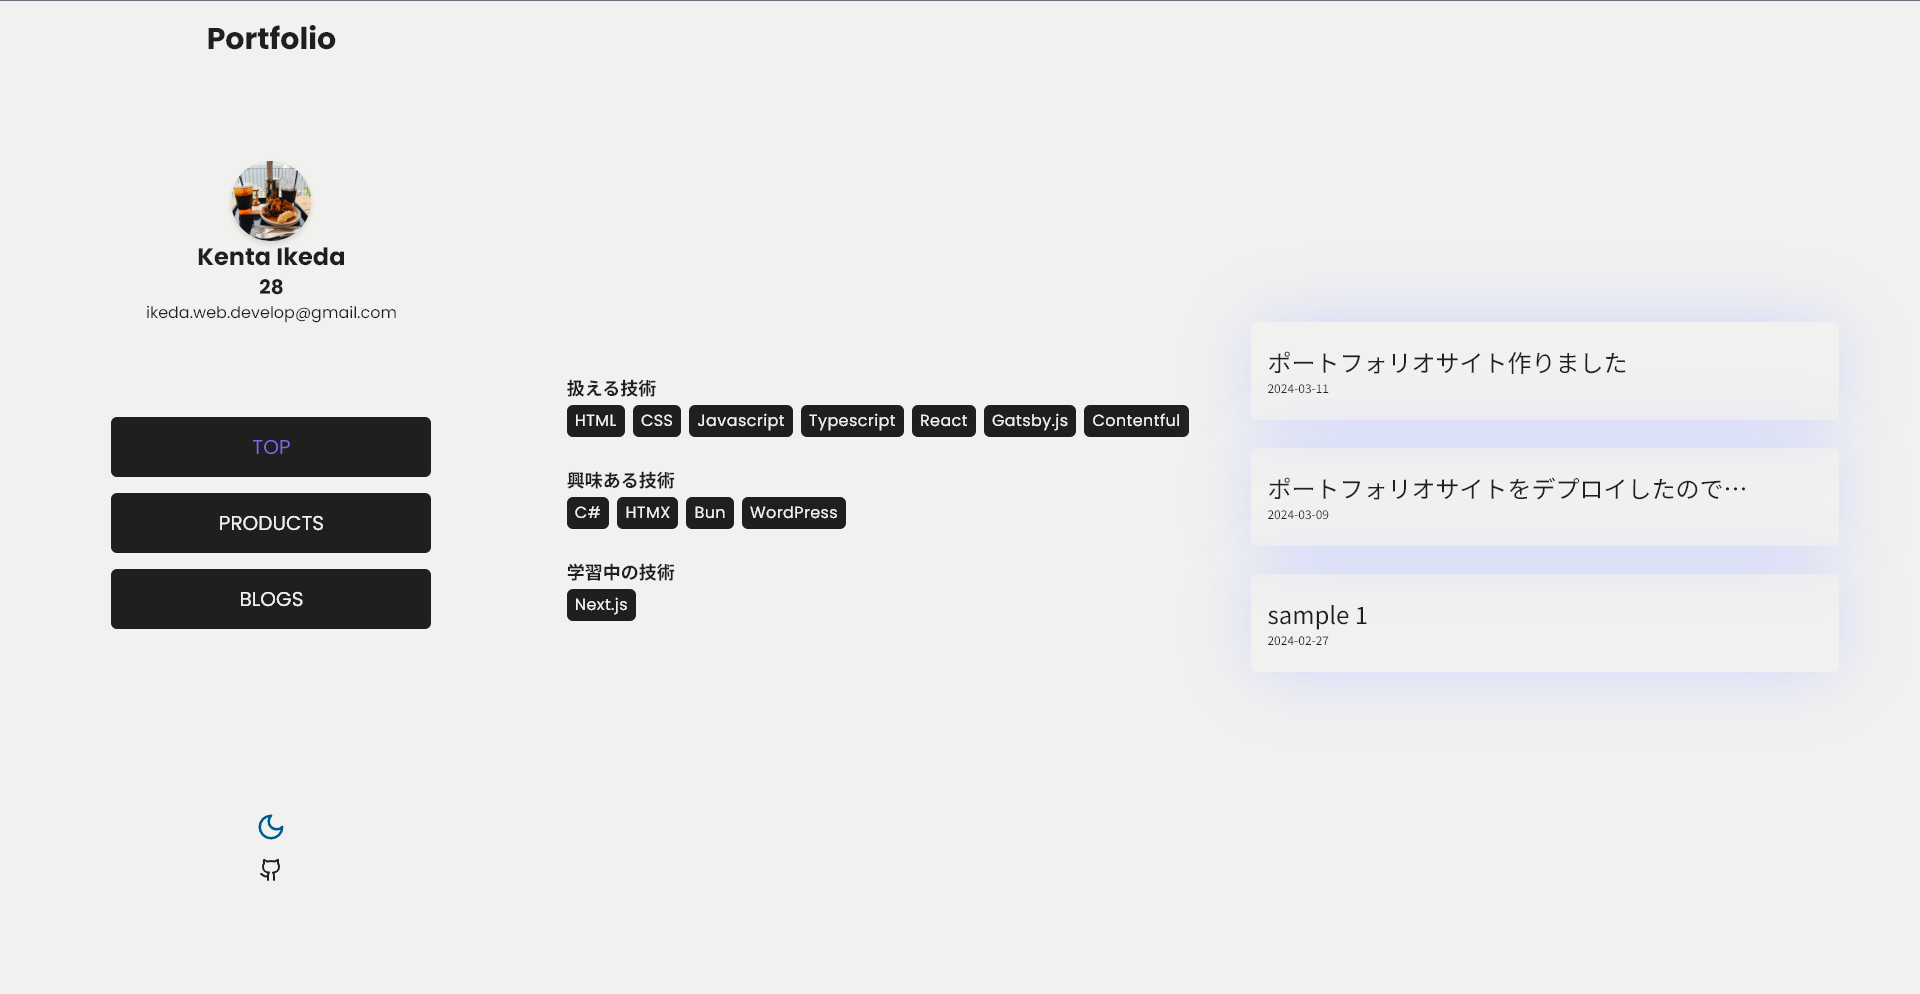 Portfolio
Kenta Ikeda
28
ikeda.web.develop@gmail.com
TOP
PRODUCTS
BLOGS
扱える技術
HTML CSS Javascript Typescript React Gatsby.js Contentful
興味ある技術
C# HTMX Bun WordPress
学習中の技術
Next.js
ポートフォリオサイト作りました
2024-03-11
ポートフォリオサイトをデプロイしたので…
2024-03-09
sample 1
2024-02-27